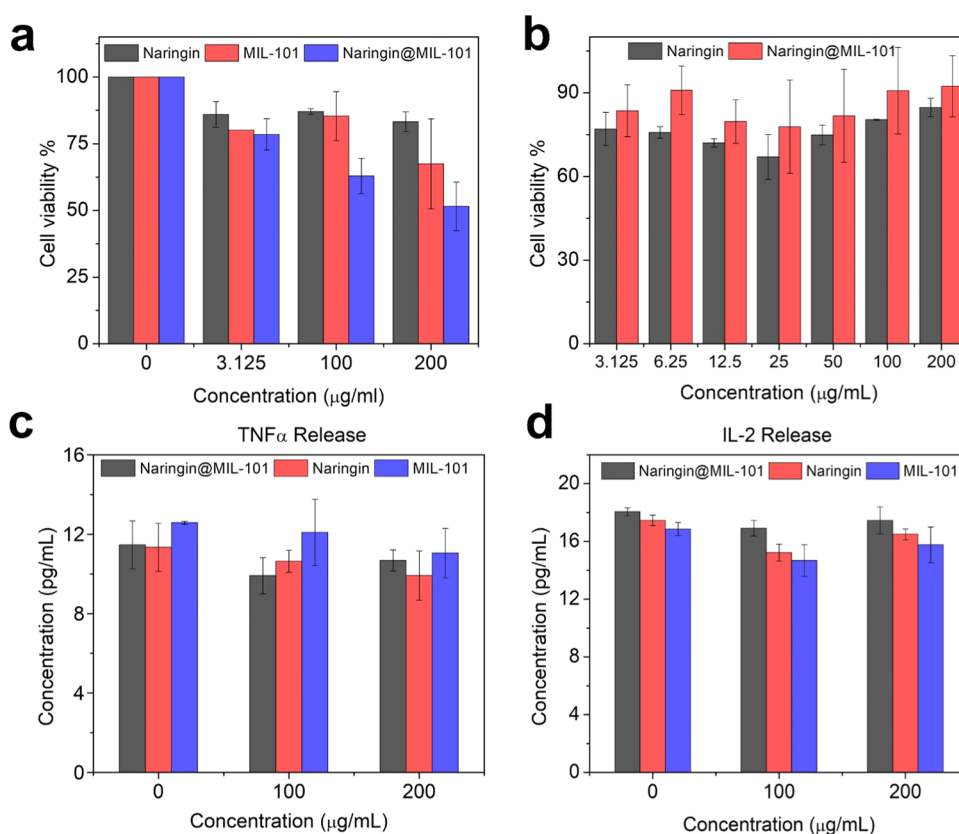 a
Naringin MIL-101 Naringin@MIL-101
100
75
50
25
0
Cell viability %
0 3.125 100 200
Concentration (μg/ml)
b
Naringin Naringin@MIL-101
90
60
30
0
Cell viability %
3.125 6.25 12.5 25 50 100 200
Concentration (μg/mL)
c
TNFα Release
Naringin@MIL-101 Naringin MIL-101
16
12
8
4
0
Concentration (pg/mL)
0 100 200
Concentration (μg/mL)
d
IL-2 Release
Naringin@MIL-101 Naringin MIL-101
20
16
12
8
4
0
Concentration (pg/mL)
0 100 200
Concentration (μg/mL)